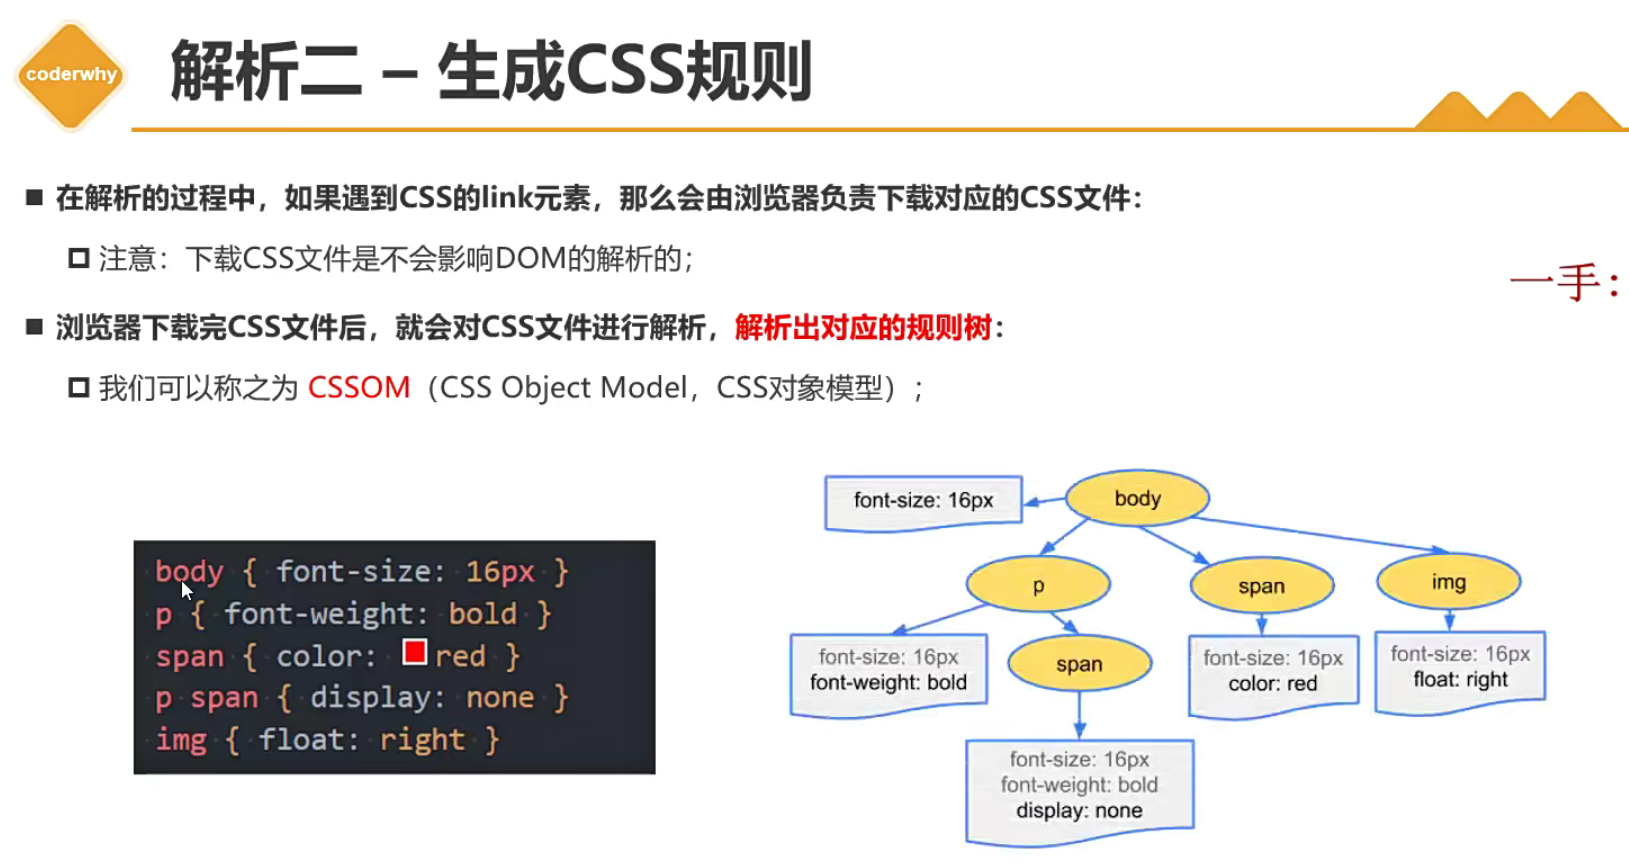 coderwhy
解析二 – 生成CSS规则
在解析的过程中，如果遇到CSS的link元素，那么会由浏览器负责下载对应的CSS文件：
注意：下载CSS文件是不会影响DOM的解析的；
一手：
浏览器下载完CSS文件后，就会对CSS文件进行解析，解析出对应的规则树：
我们可以称之为 CSSOM（CSS Object Model，CSS对象模型）；
body { font-size: 16px }
p { font-weight: bold }
span { color: red }
p span { display: none }
img { float: right }
font-size: 16px
body
p
span
img
font-size: 16px
font-weight: bold
span
font-size: 16px
color: red
font-size: 16px
float: right
font-size: 16px
font-weight: bold
display: none